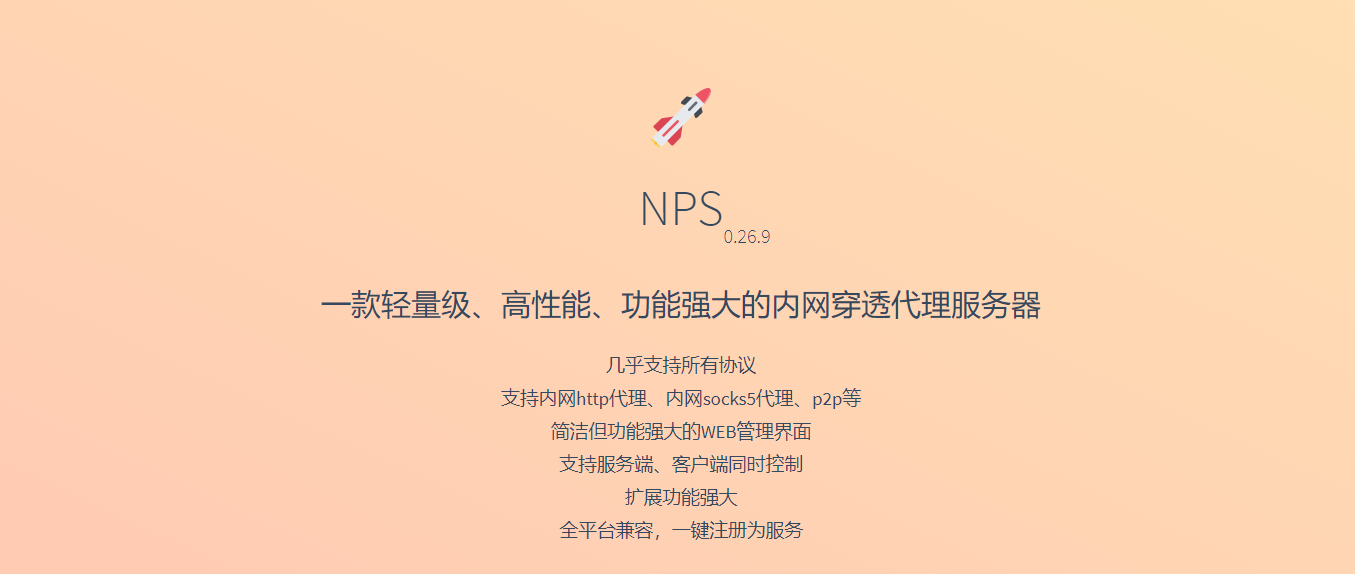 NPS
0.26.9
一款轻量级、高性能、功能强大的内网穿透代理服务器
几乎支持所有协议
支持内网http代理、内网socks5代理、p2p等
简洁但功能强大的WEB管理界面
支持服务端、客户端同时控制
扩展功能强大
全平台兼容，一键注册为服务